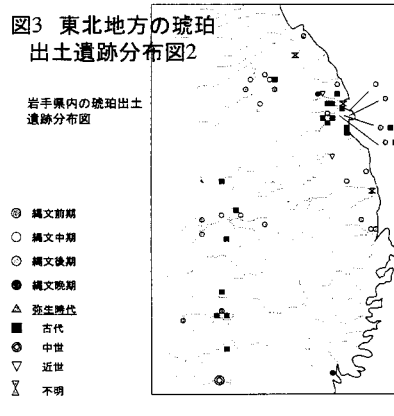 図3 東北地方の琥珀
出土遺跡分布図2
岩手県内の琥珀出土
遺跡分布図
縄文前期
縄文中期
縄文後期
縄文晩期
弥生時代
古代
中世
近世
不明